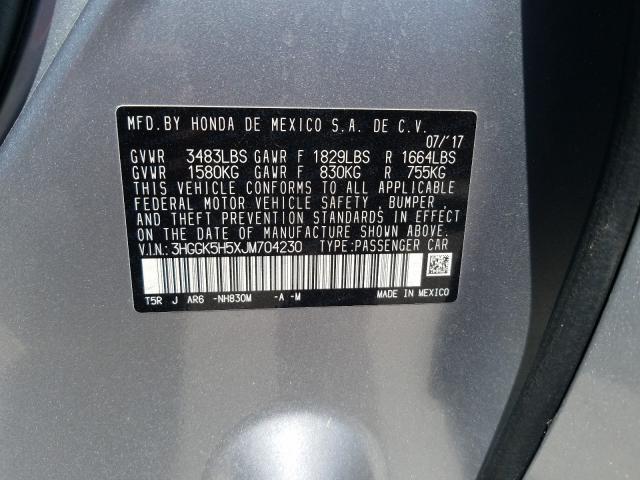 MFD.BY HONDA DE MEXICO S.A. DE C.V.
07/'17
GVWR 3483LBS GAWR F 1829LBS R 1664LBS
GVWR 1580KG GAWR F 830KG R 755KG
THIS VEHICLE CONFORMS TO ALL APPLICABLE
FEDERAL MOTOR VEHICLE SAFETY , BUMPER ,
AND THEFT PREVENTION STANDARDS IN EFFECT
ON THE DATE OF MANUFACTURE SHOWN ABOVE.
V.I.N.:3HGGK5H5XJM704230 TYPE:PASSENGER CAR
T5R J AR6 -NH830M -A -M MADE IN MEXICO